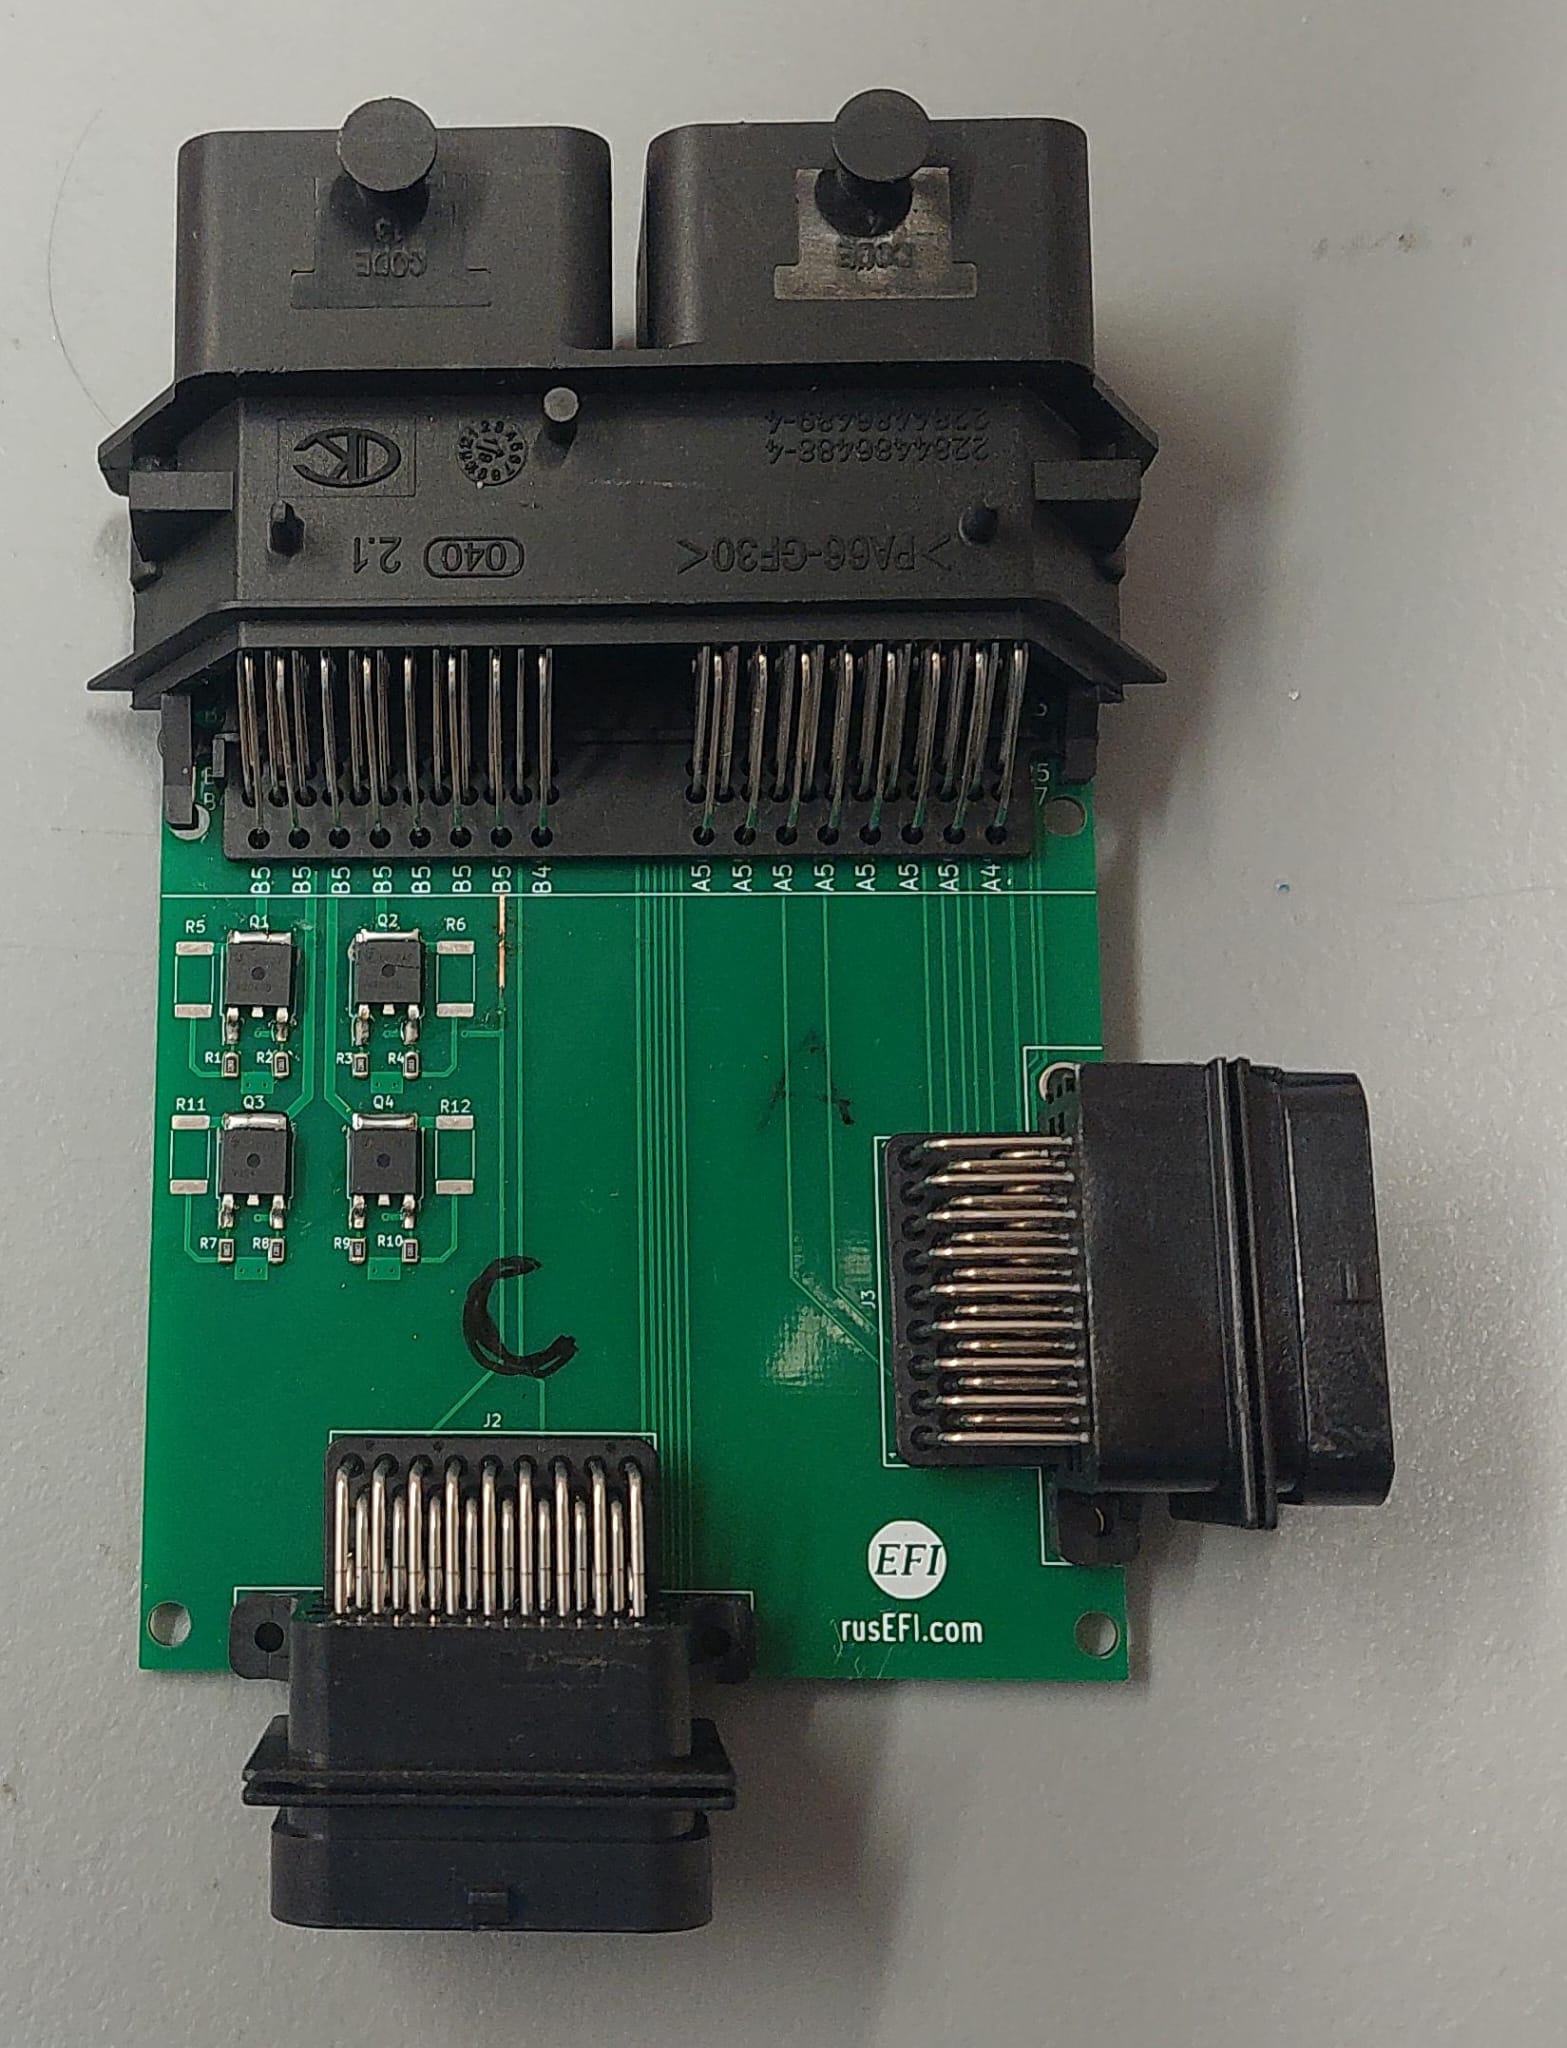 CODE
13
CODE
2284486489-4
2284486488-4
>PA66-GF30<
040 2.1
B5 B5 B5 B5 B5 B5 B5 B4 A5 A5 A5 A5 A5 A5 A5 A4
R5 Q1 Q2 R6
R1 R2 R3 R4
R11 Q3 Q4 R12
R7 R8 R9 R10
A
C
J3
J2
EFI
rusEFI.com